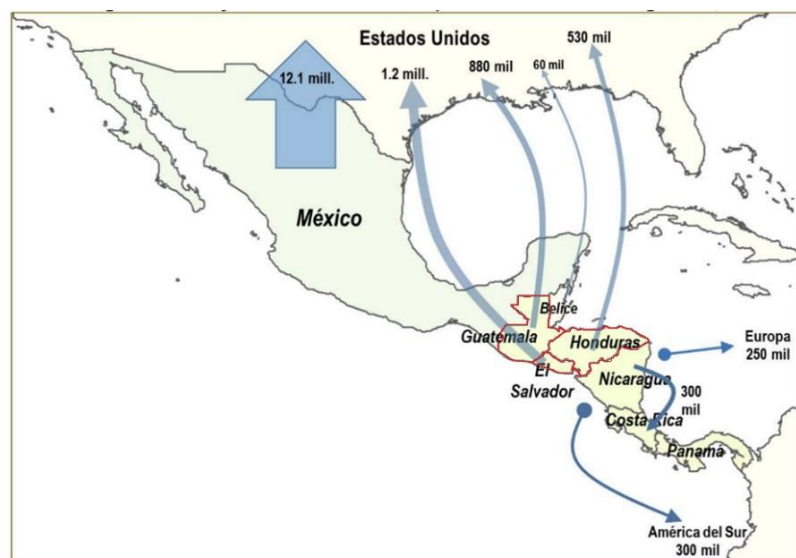 Estados Unidos
530 mil
12.1 mill.
1.2 mill.
880 mil
60 mil
México
Belice
Guatemala
Honduras
El
Salvador
Nicaragua
Europa
250 mil
300
mil
Costa Rica
Panamá
América del Sur
300 mil